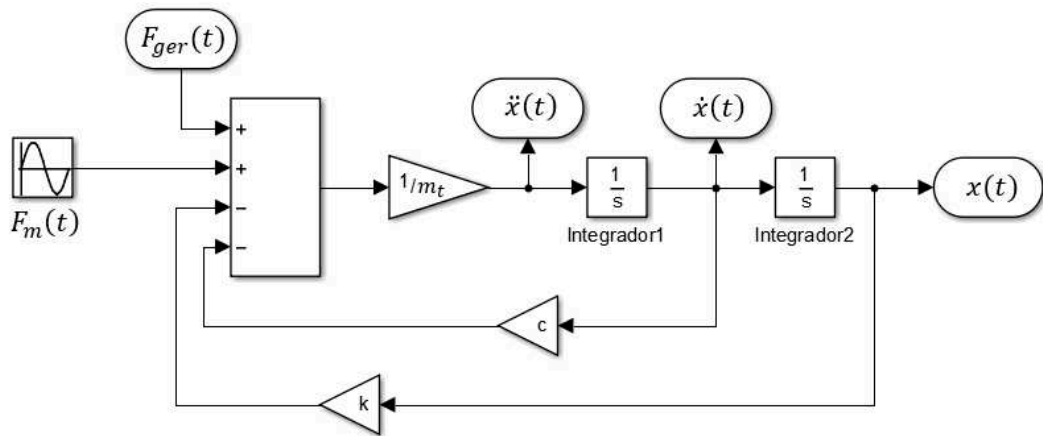 F_ger(t)
ẍ(t)
ẋ(t)
+
+
−
−
F_m(t)
1/m_t
1/s
Integrador1
1/s
Integrador2
x(t)
c
k